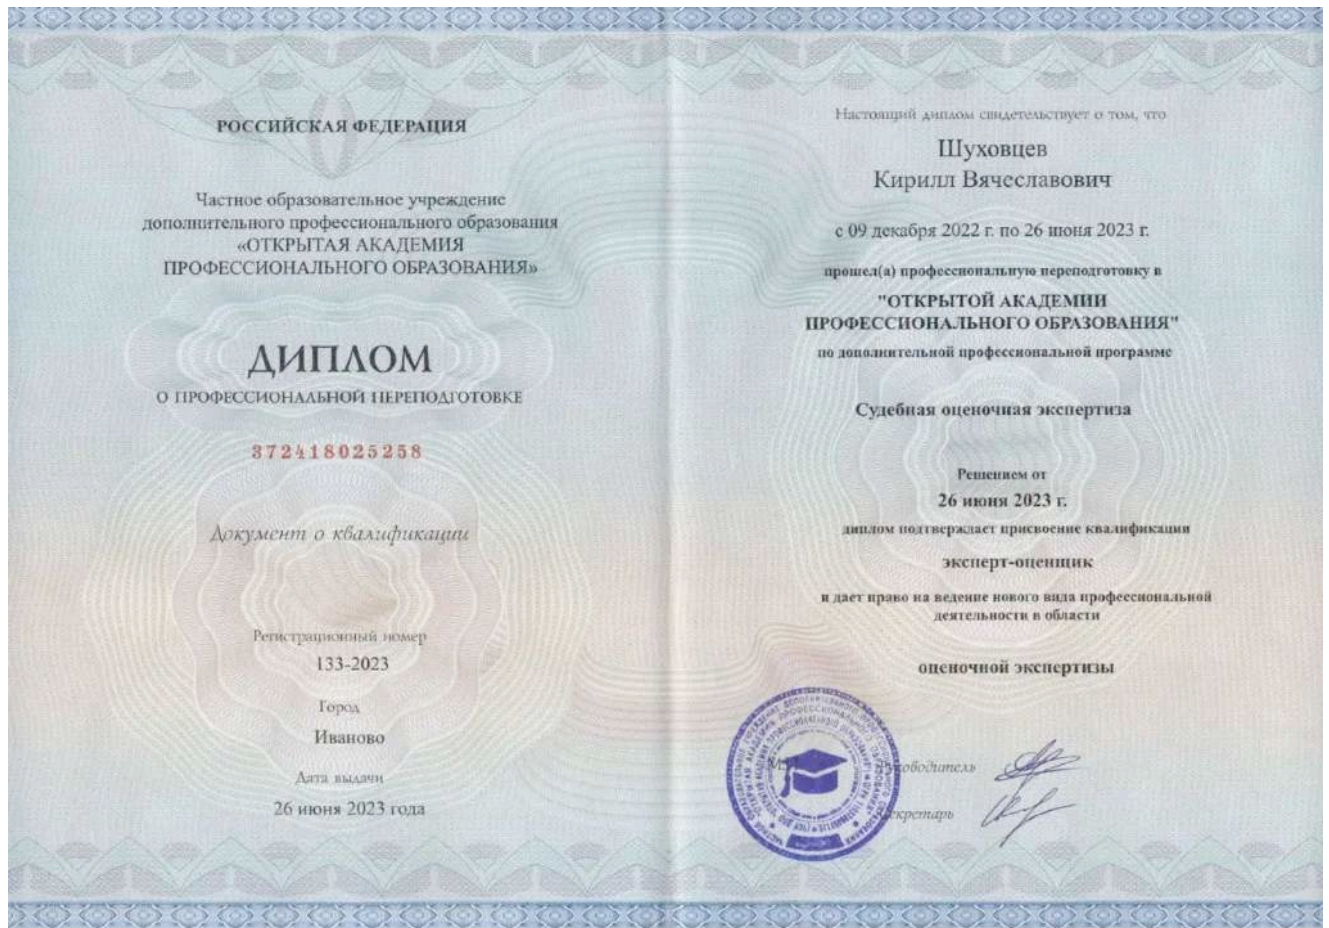 РОССИЙСКАЯ ФЕДЕРАЦИЯ
Частное образовательное учреждение
дополнительного профессионального образования
«ОТКРЫТАЯ АКАДЕМИЯ
ПРОФЕССИОНАЛЬНОГО ОБРАЗОВАНИЯ»
ДИПЛОМ
О ПРОФЕССИОНАЛЬНОЙ ПЕРЕПОДГОТОВКЕ
372418025258
Документ о квалификации
Регистрационный номер
133-2023
Город
Иваново
Дата выдачи
26 июня 2023 года
Настоящий диплом свидетельствует о том, что
Шуховцев
Кирилл Вячеславович
с 09 декабря 2022 г. по 26 июня 2023 г.
прошел(а) профессиональную переподготовку в
"ОТКРЫТОЙ АКАДЕМИИ
ПРОФЕССИОНАЛЬНОГО ОБРАЗОВАНИЯ"
по дополнительной профессиональной программе
Судебная оценочная экспертиза
Решением от
26 июня 2023 г.
диплом подтверждает присвоение квалификации
эксперт-оценщик
и дает право на ведение нового вида профессиональной
деятельности в области
оценочной экспертизы
Руководитель
Секретарь